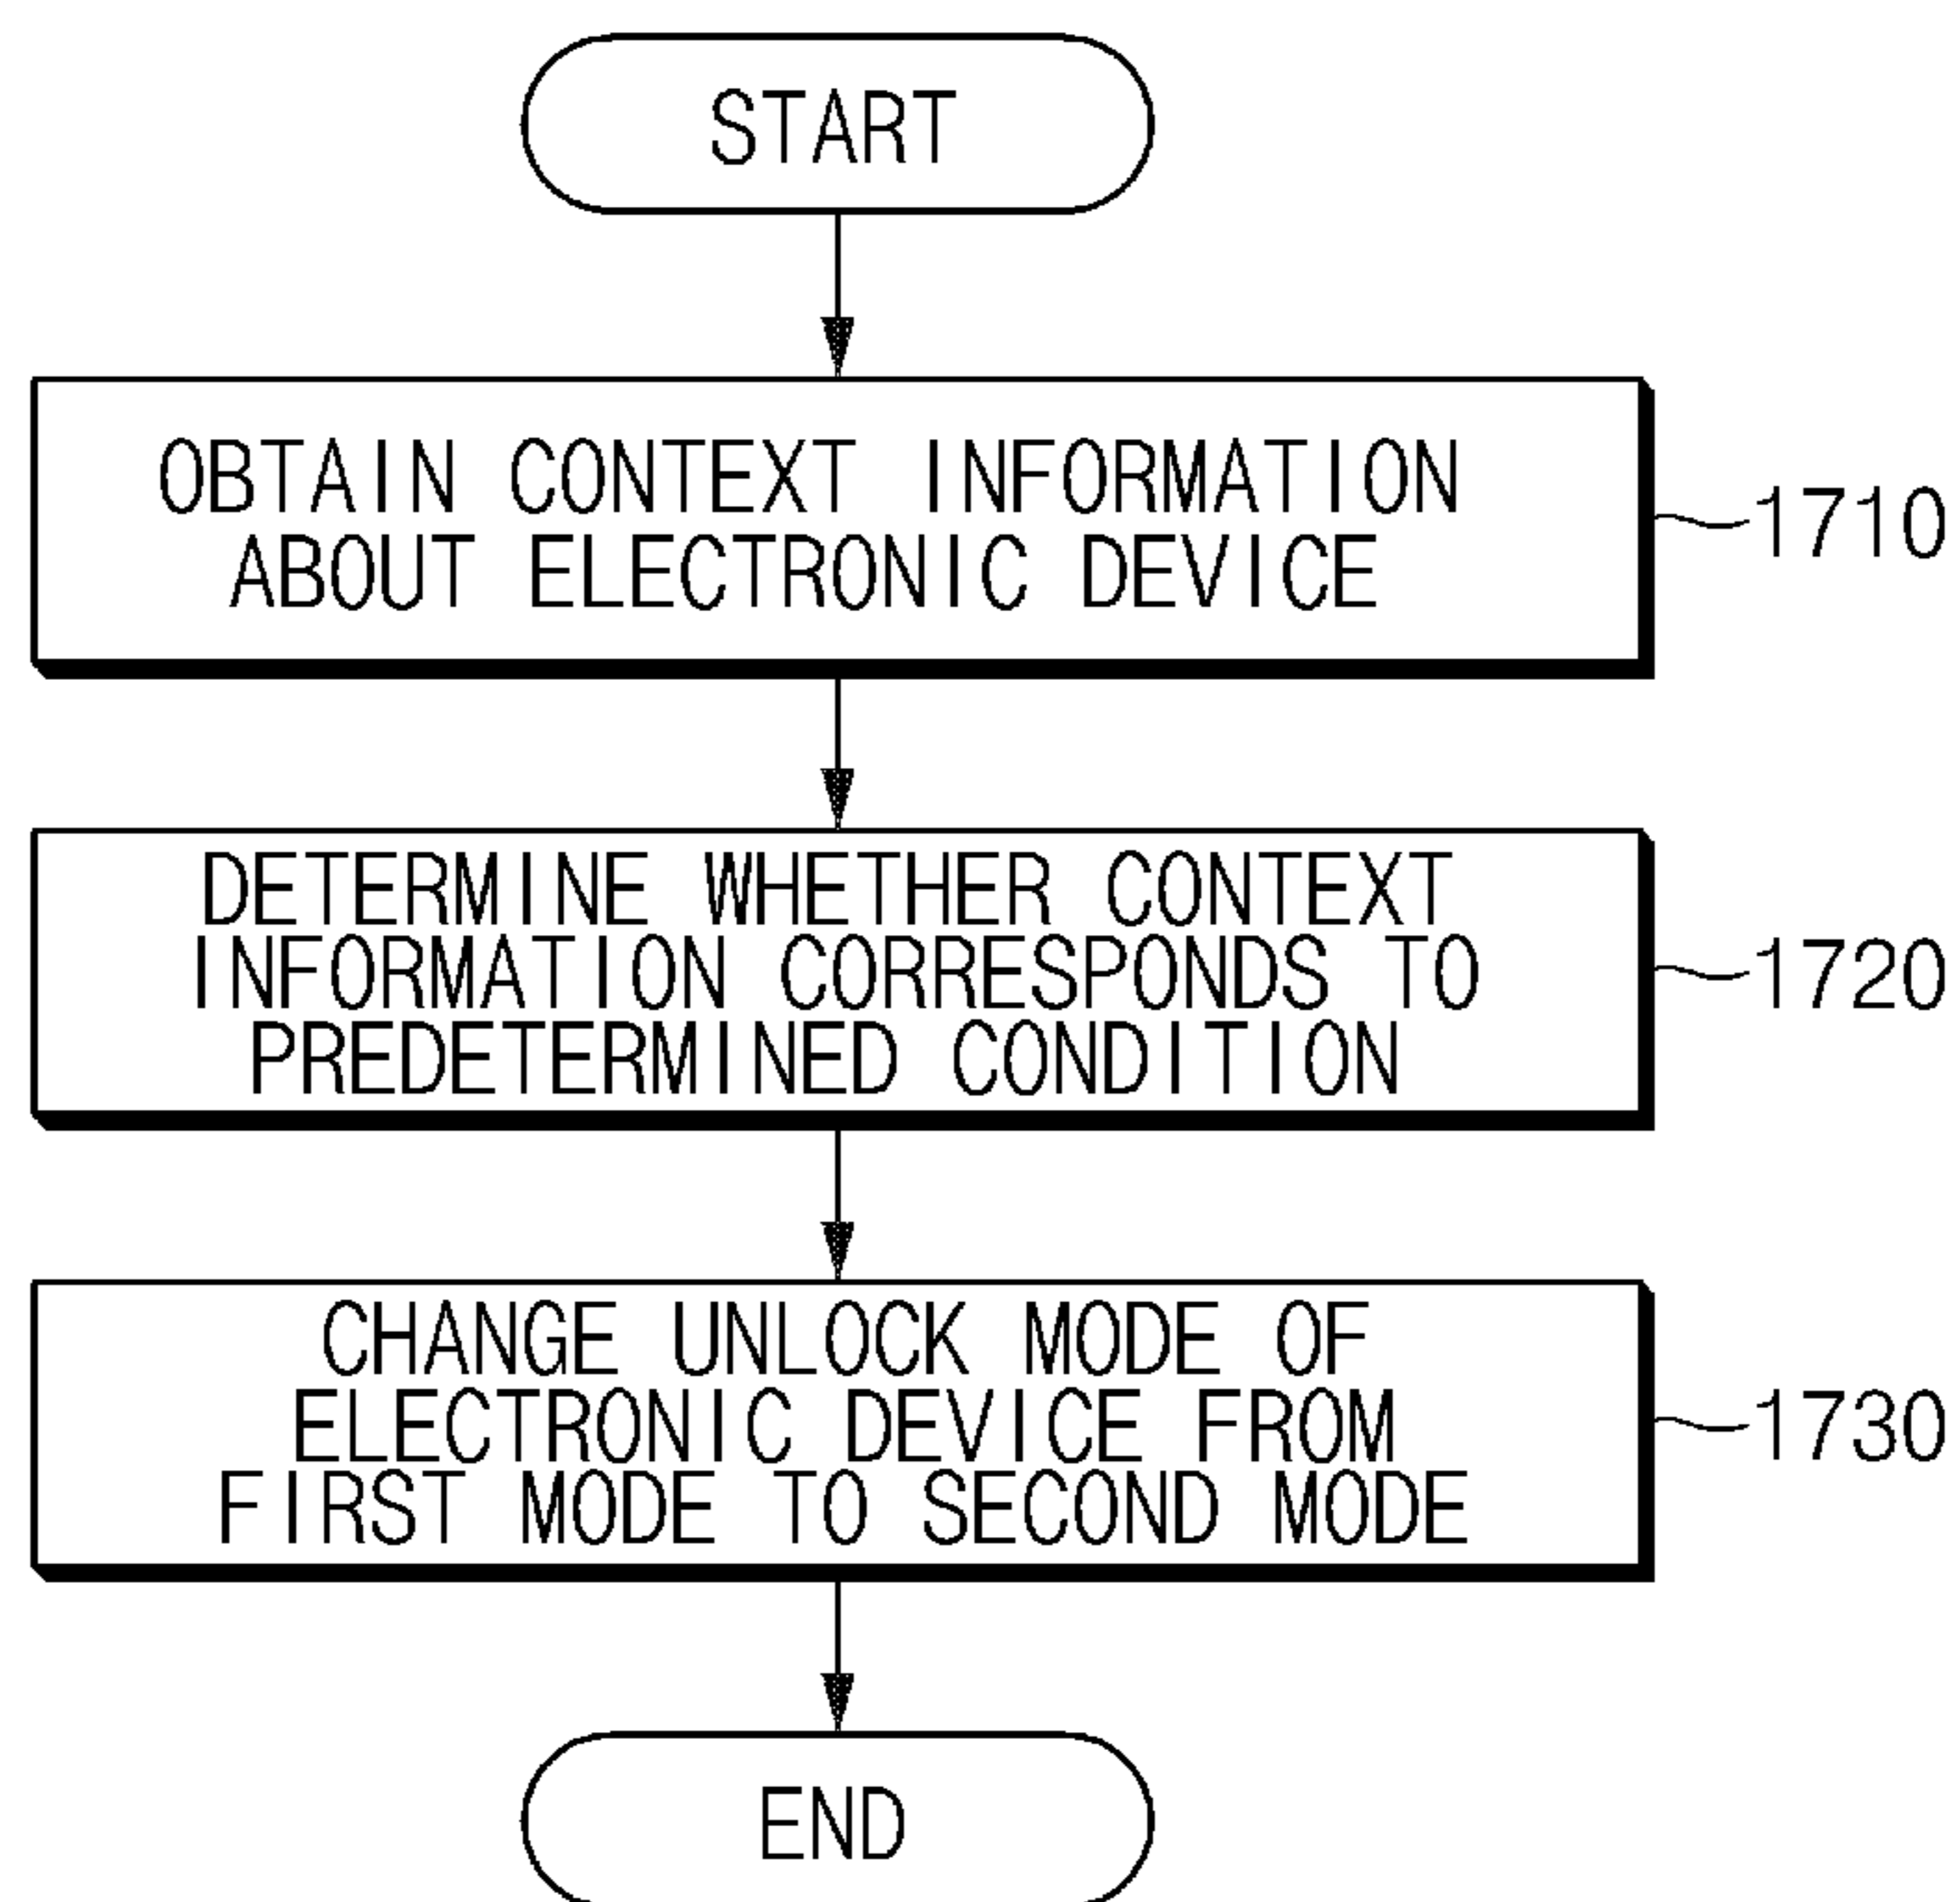 START
OBTAIN CONTEXT INFORMATION
ABOUT ELECTRONIC DEVICE
1710
DETERMINE WHETHER CONTEXT
INFORMATION CORRESPONDS TO
PREDETERMINED CONDITION
1720
CHANGE UNLOCK MODE OF
ELECTRONIC DEVICE FROM
FIRST MODE TO SECOND MODE
1730
END